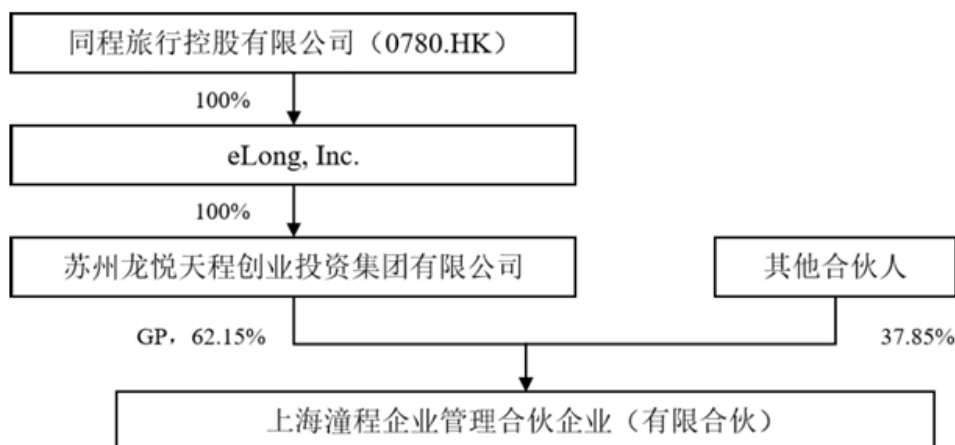 同程旅行控股有限公司（0780.HK）
100%
eLong, Inc.
100%
苏州龙悦天程创业投资集团有限公司
其他合伙人
GP，62.15%
37.85%
上海潼程企业管理合伙企业（有限合伙）